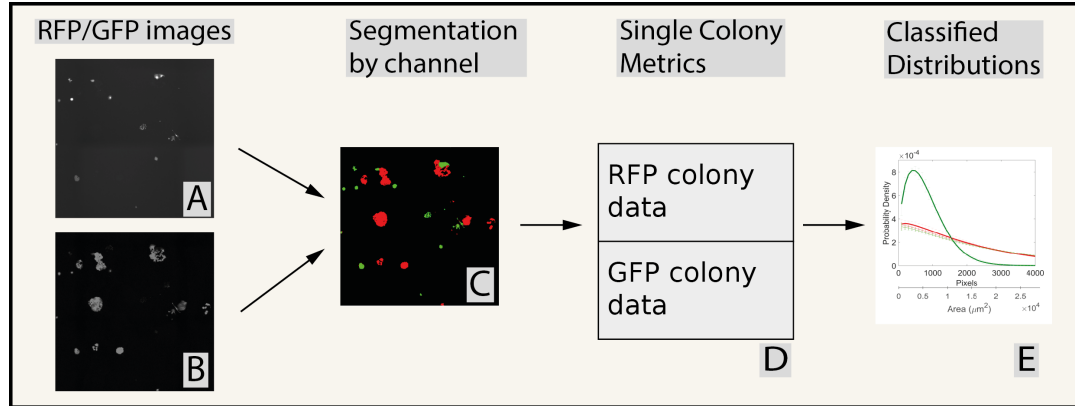 RFP/GFP images
Segmentation
by channel
Single Colony
Metrics
Classified
Distributions
A
B
C
RFP colony
data
GFP colony
data
D
×10⁻⁴
8
6
4
2
0
Probability Density
0 1000 2000 3000 4000
Pixels
0 0.5 1 1.5 2 2.5
Area (μm²) ×10⁴
E